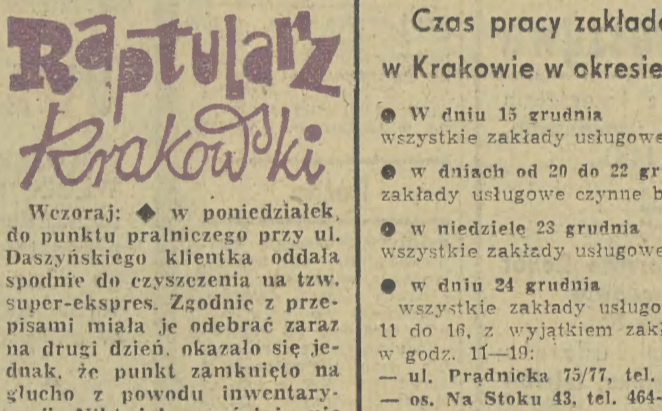 Raptularz
Krakowski
Wczoraj: ◆ w poniedziałek,
do punktu pralniczego przy ul.
Daszyńskiego klientka oddała
spodnie do czyszczenia na tzw.
super-ekspres. Zgodnie z prze-
pisami miała je odebrać zaraz
na drugi dzień. okazało się je-
dnak, że punkt zamknięto na
głucho z powodu inwentary-
Czas pracy zakłado
w Krakowie w okresie
● W dniu 15 grudnia
wszystkie zakłady usługowe
● w dniach od 20 do 22 gr
zakłady usługowe czynne b
● w niedzielę 23 grudnia
wszystkie zakłady usługowe
● w dniu 24 grudnia
wszystkie zakłady usługo
11 do 16, z wyjątkiem zakł
w godz. 11—19:
— ul. Prądnicka 75/77, tel.
— os. Na Stoku 43, tel. 464-